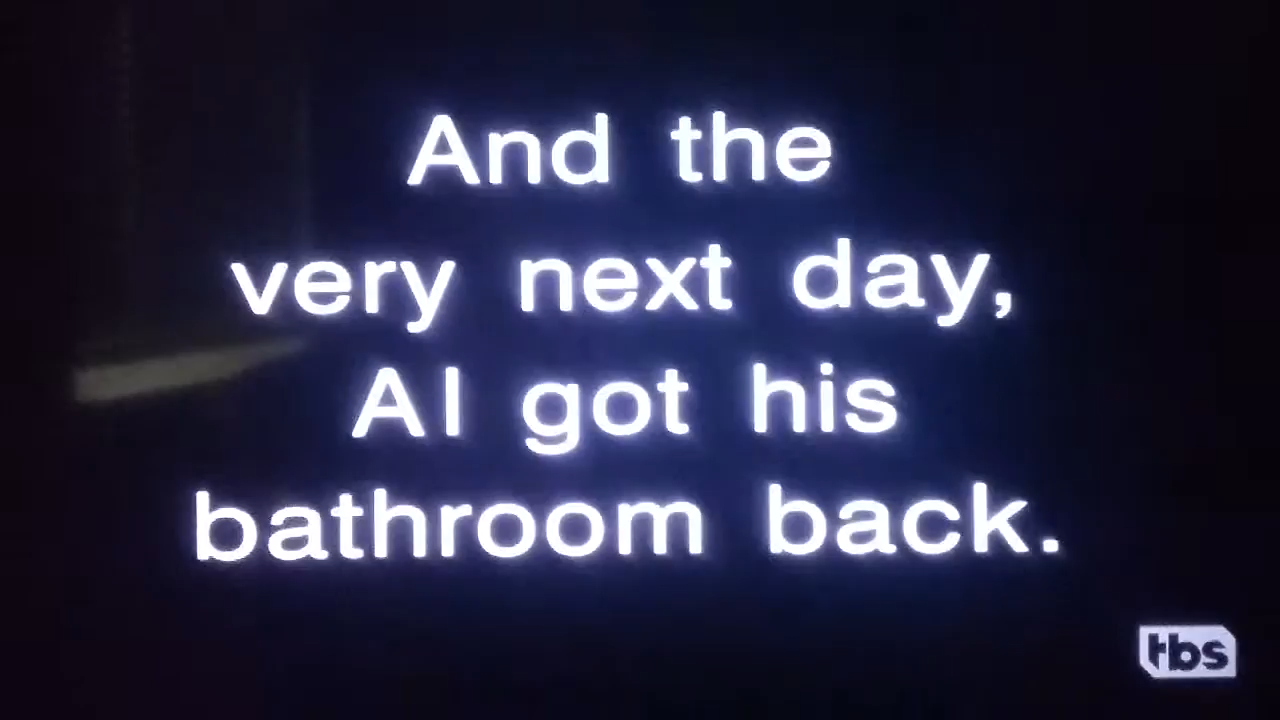 And the
very next day,
Al got his
bathroom back.
tbs